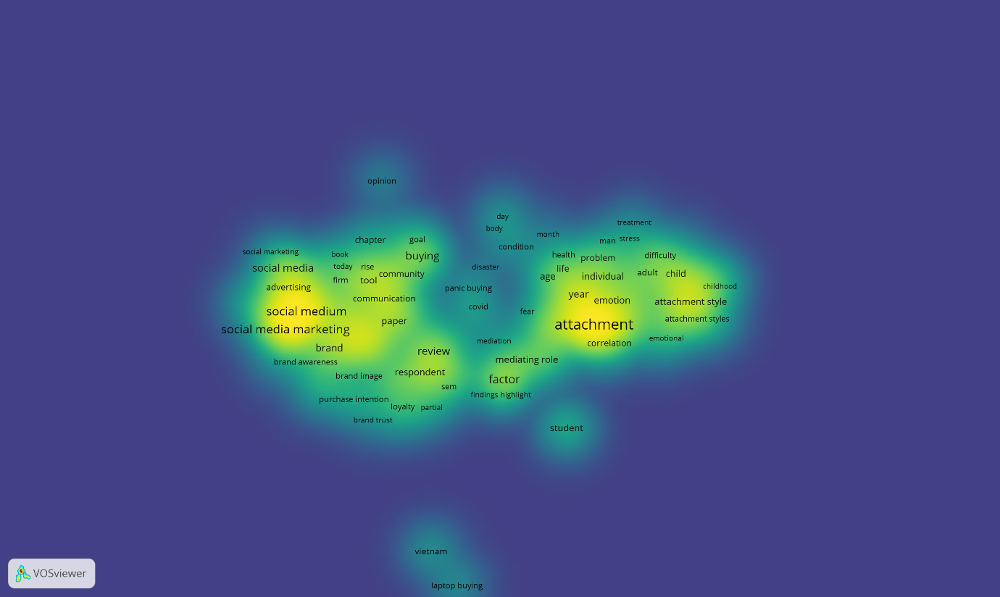 opinion
day
body
treatment
month
man
stress
chapter
goal
condition
social marketing
book
buying
health
problem
difficulty
social media
today
rise
disaster
life
community
age
individual
adult
child
firm
tool
advertising
panic buying
childhood
communication
year
emotion
attachment style
social medium
covid
fear
paper
attachment
attachment styles
social media marketing
mediation
correlation
emotional
brand
review
brand awareness
mediating role
brand image
respondent
factor
sem
findings highlight
purchase intention
loyalty
partial
brand trust
student
vietnam
laptop buying
VOSviewer